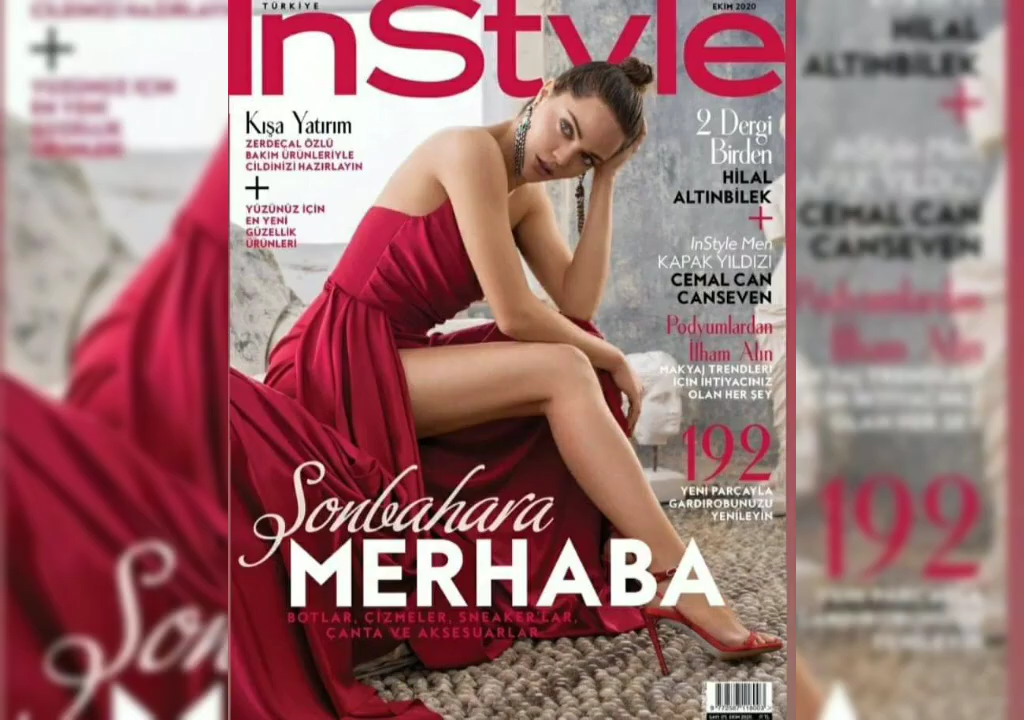 TÜRKİYE
EKİM 2020
InStyle
Kışa Yatırım
ZERDEÇAL ÖZLÜ
BAKIM ÜRÜNLERİYLE
CİLDİNİZİ HAZIRLAYIN
+
YÜZÜNÜZ İÇİN
EN YENİ
GÜZELLİK
ÜRÜNLERİ
2 Dergi
Birden
HİLAL
ALTINBİLEK
+
InStyle Men
KAPAK YILDIZI
CEMAL CAN
CANSEVEN
Podyumlardan
İlham Alın
MAKYAJ TRENDLERİ
İÇİN İHTİYACINIZ
OLAN HER ŞEY
192
YENİ PARÇAYLA
GARDIROBUNUZU
YENİLEYİN
Sonbahara
MERHABA
BOTLAR, ÇİZMELER, SNEAKER'LAR,
ÇANTA VE AKSESUARLAR